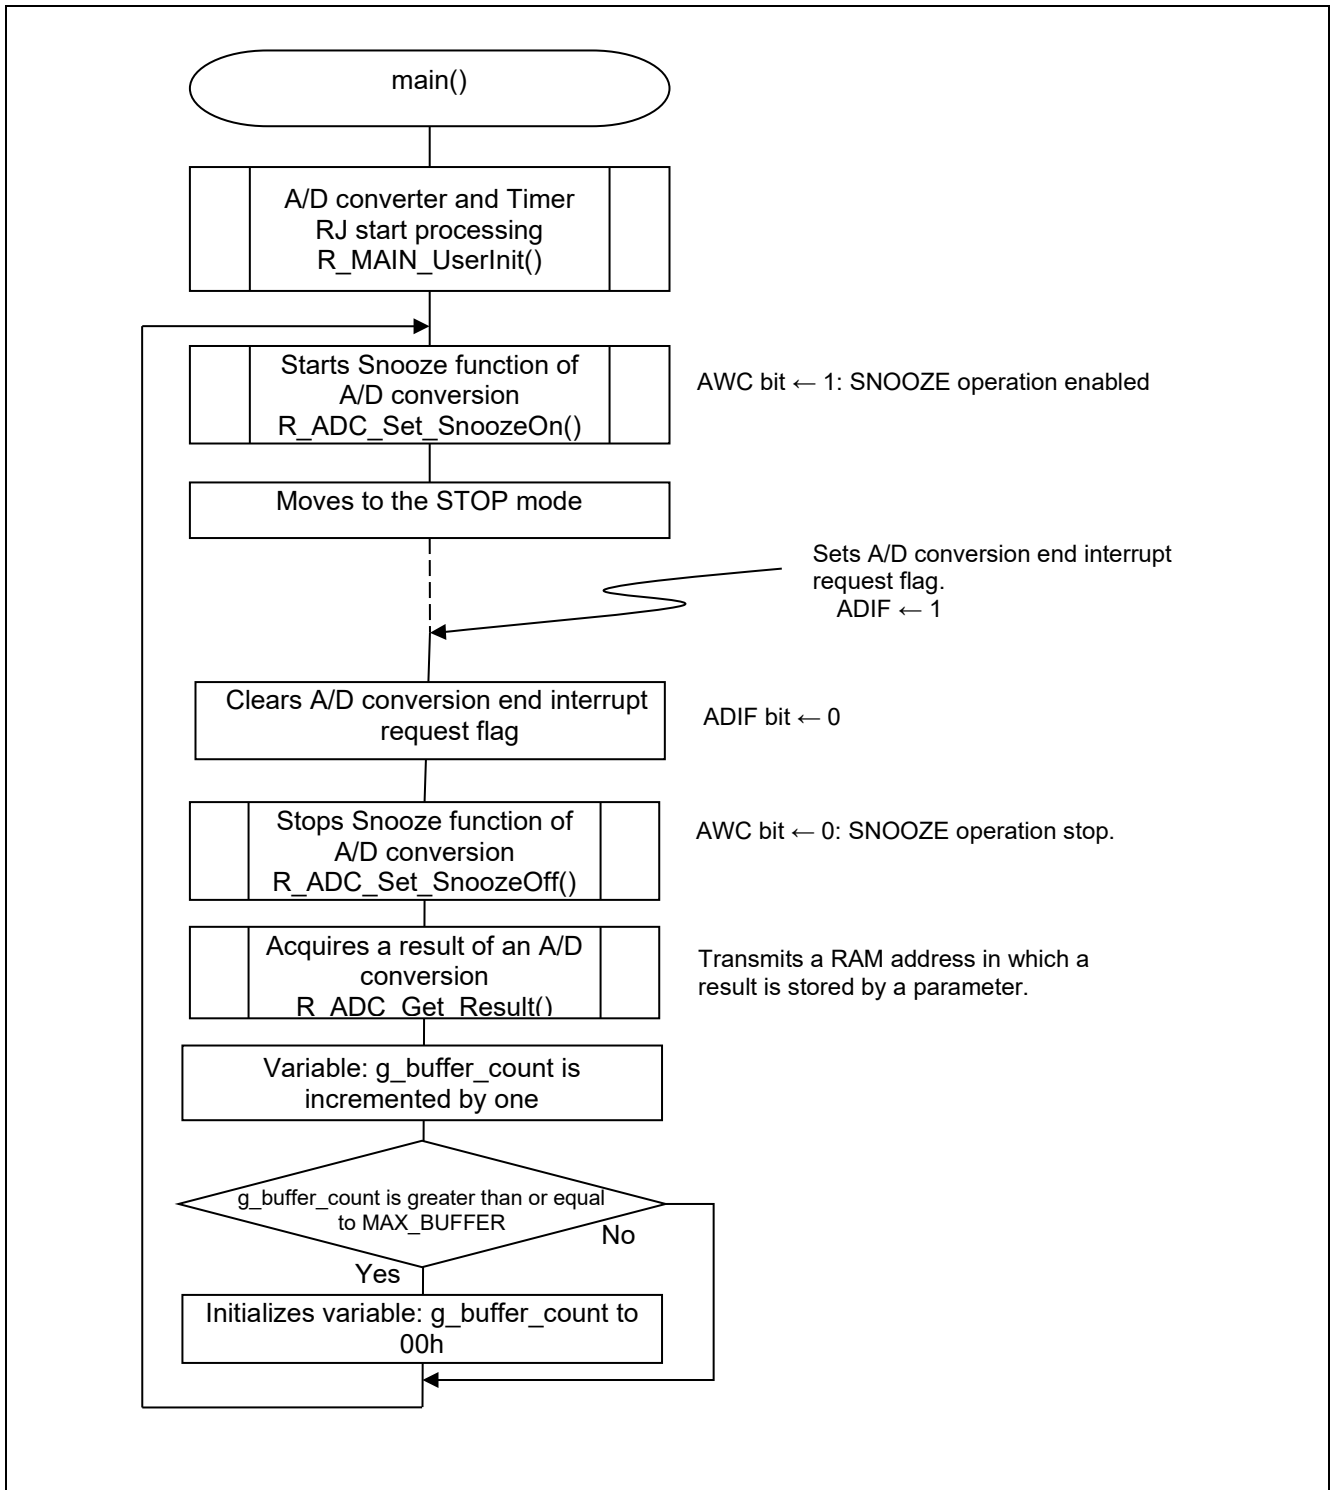 main()
A/D converter and Timer
RJ start processing
R_MAIN_UserInit()
Starts Snooze function of
A/D conversion
R_ADC_Set_SnoozeOn()
AWC bit ← 1: SNOOZE operation enabled
Moves to the STOP mode
Sets A/D conversion end interrupt
request flag.
ADIF ← 1
Clears A/D conversion end interrupt
request flag
ADIF bit ← 0
Stops Snooze function of
A/D conversion
R_ADC_Set_SnoozeOff()
AWC bit ← 0: SNOOZE operation stop.
Acquires a result of an A/D
conversion
R_ADC_Get_Result()
Transmits a RAM address in which a
result is stored by a parameter.
Variable: g_buffer_count is
incremented by one
g_buffer_count is greater than or equal
to MAX_BUFFER
No
Yes
Initializes variable: g_buffer_count to
00h